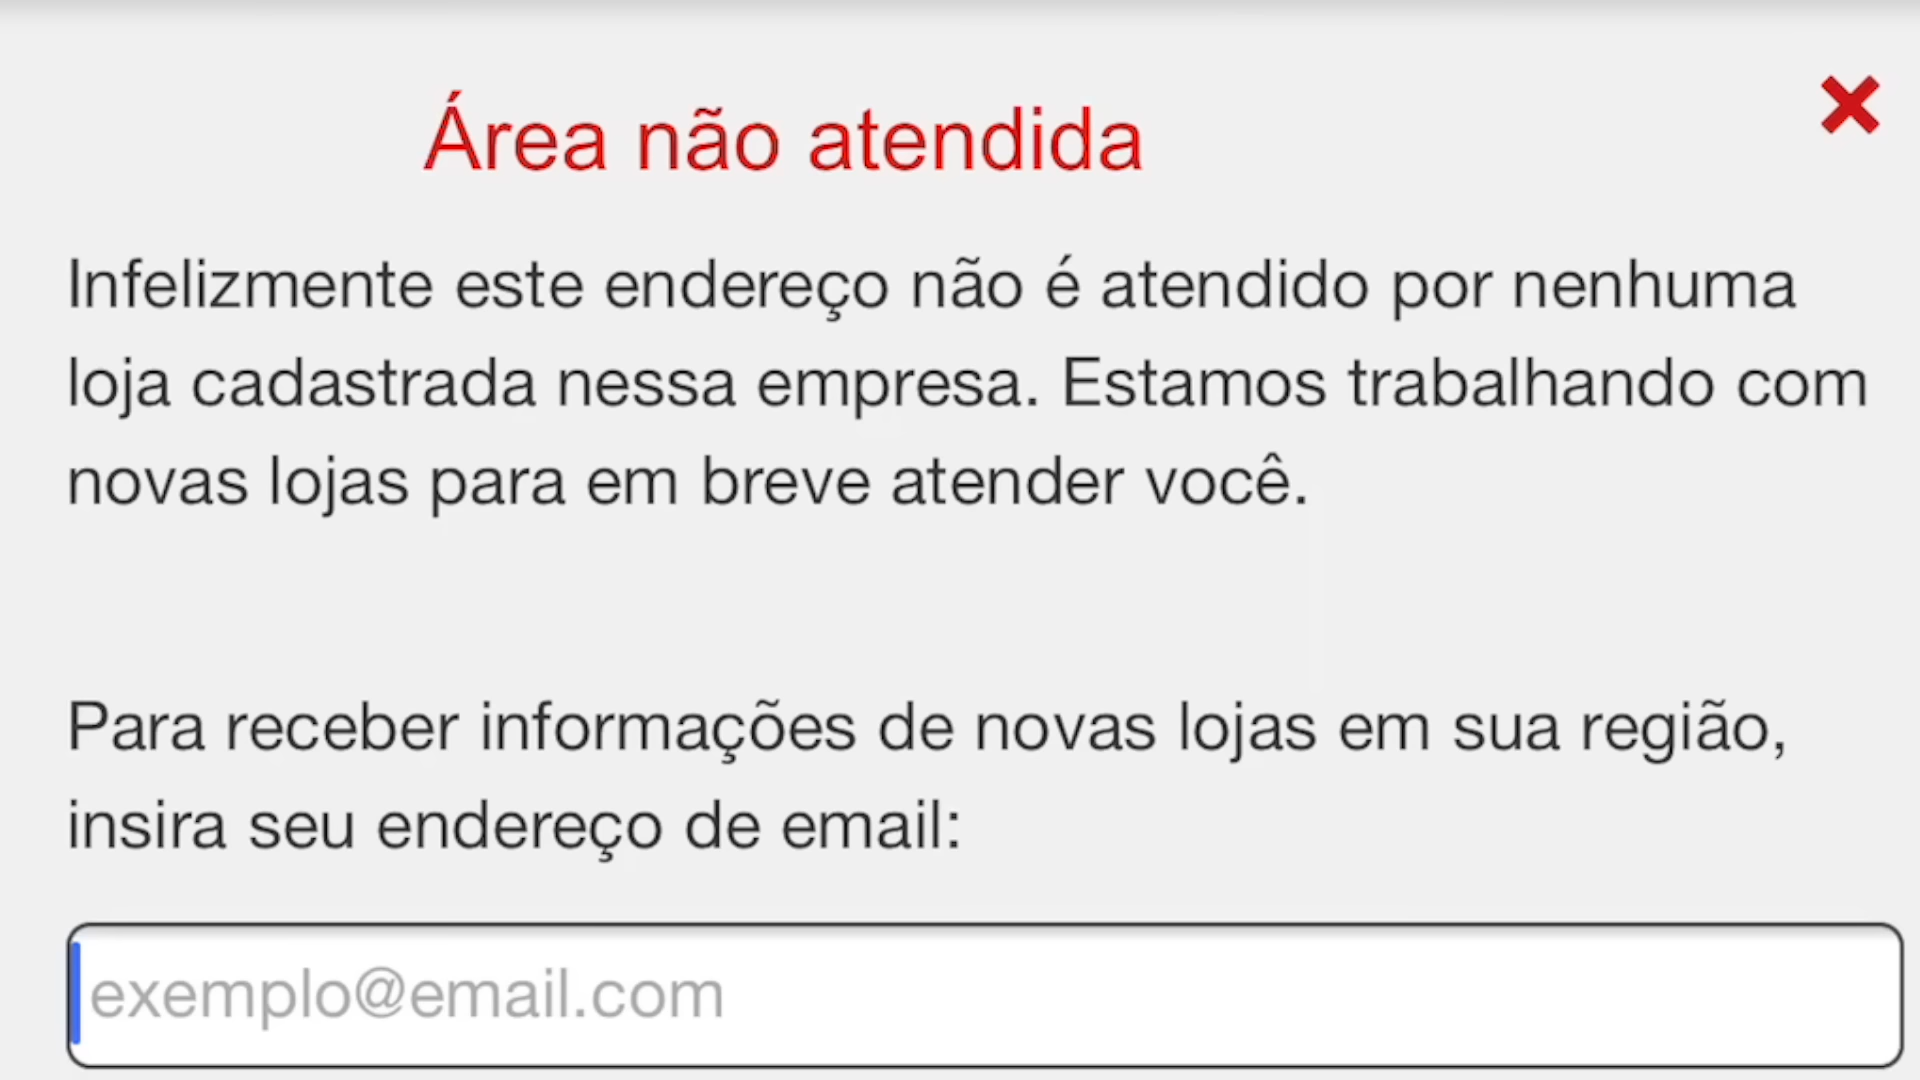 Área não atendida
Infelizmente este endereço não é atendido por nenhuma
loja cadastrada nessa empresa. Estamos trabalhando com
novas lojas para em breve atender você.
Para receber informações de novas lojas em sua região,
insira seu endereço de email:
exemplo@email.com